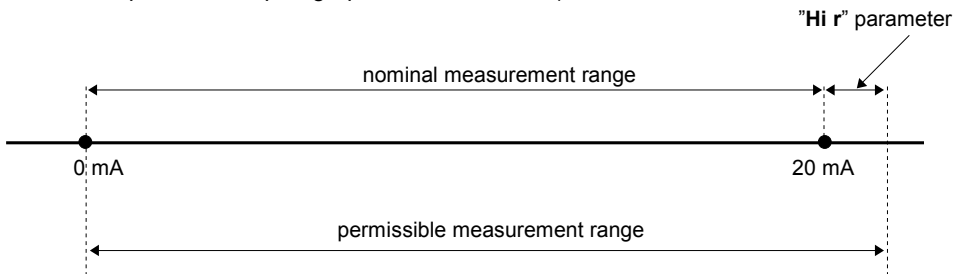 "Hi r" parameter
nominal measurement range
0 mA
20 mA
permissible measurement range